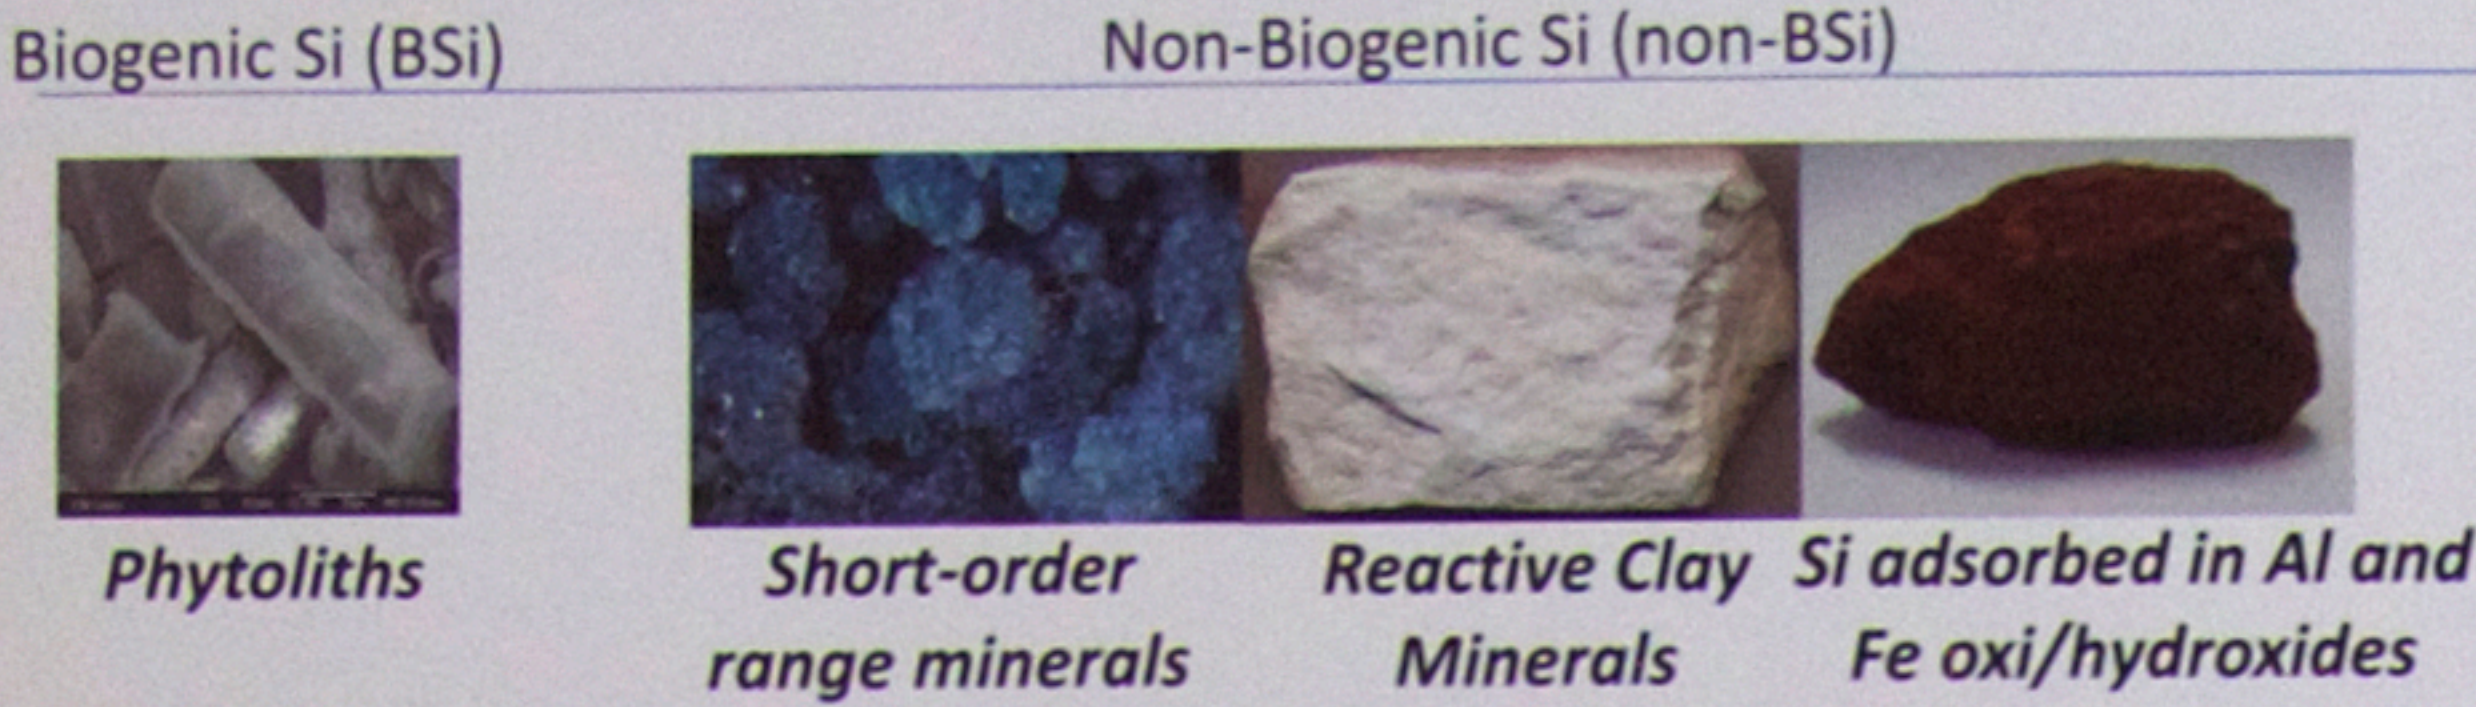 Biogenic Si (BSi)
Non-Biogenic Si (non-BSi)
Phytoliths
Short-order
range minerals
Reactive Clay
Minerals
Si adsorbed in Al and
Fe oxi/hydroxides